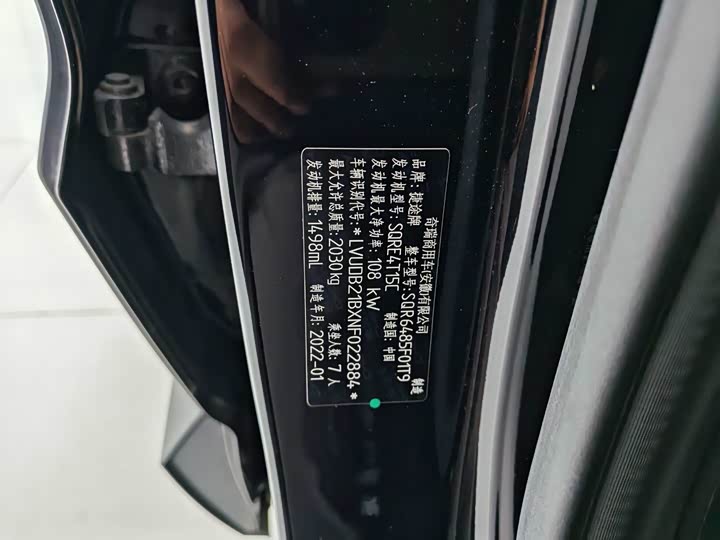 奇瑞商用车(安徽)有限公司 制造
品牌:捷途牌 整车型号:SQR6485F01T9
发动机型号:SQRE4T15L 制造国:中国
发动机最大净功率:108 kW
车辆识别代号:*LVUDB21BXNF022884*
最大允许总质量:2030kg 乘坐人数:7人
发动机排量:1498mL 制造年月:2022-01